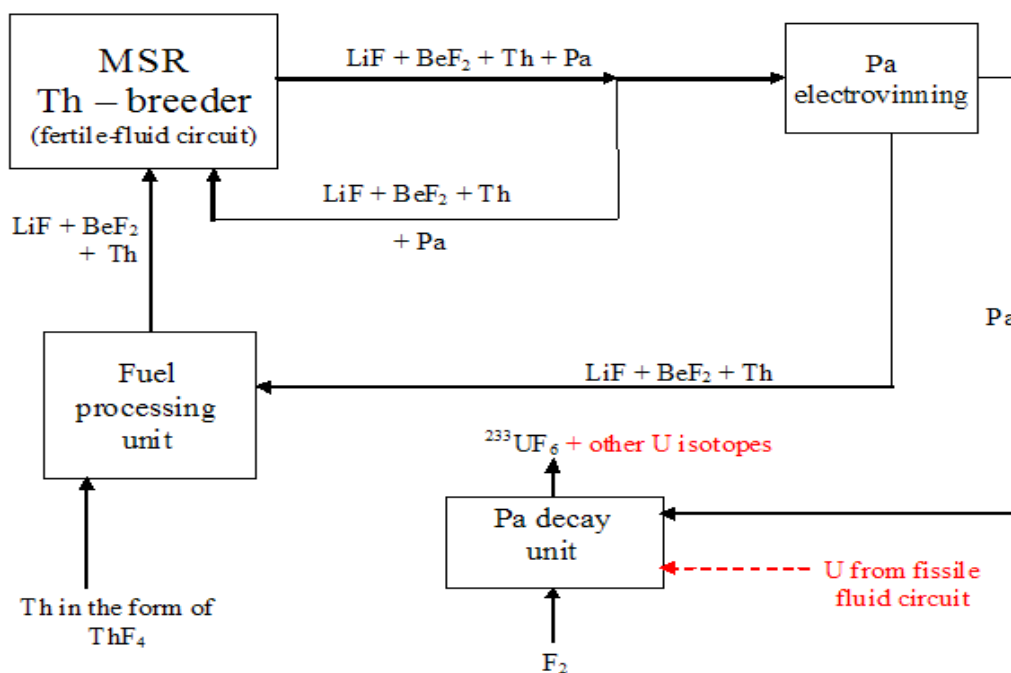 MSR
Th – breeder
(fertile-fluid circuit)
LiF + BeF₂ + Th + Pa
Pa
electrovinning
LiF + BeF₂ + Th
+ Pa
LiF + BeF₂
+ Th
Pa
Fuel
processing
unit
LiF + BeF₂ + Th
²³³UF₆ + other U isotopes
Pa decay
unit
U from fissile
fluid circuit
Th in the form of
ThF₄
F₂